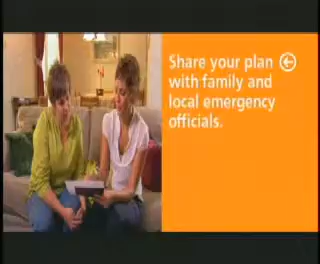 Share your plan
with family and
local emergency
officials.